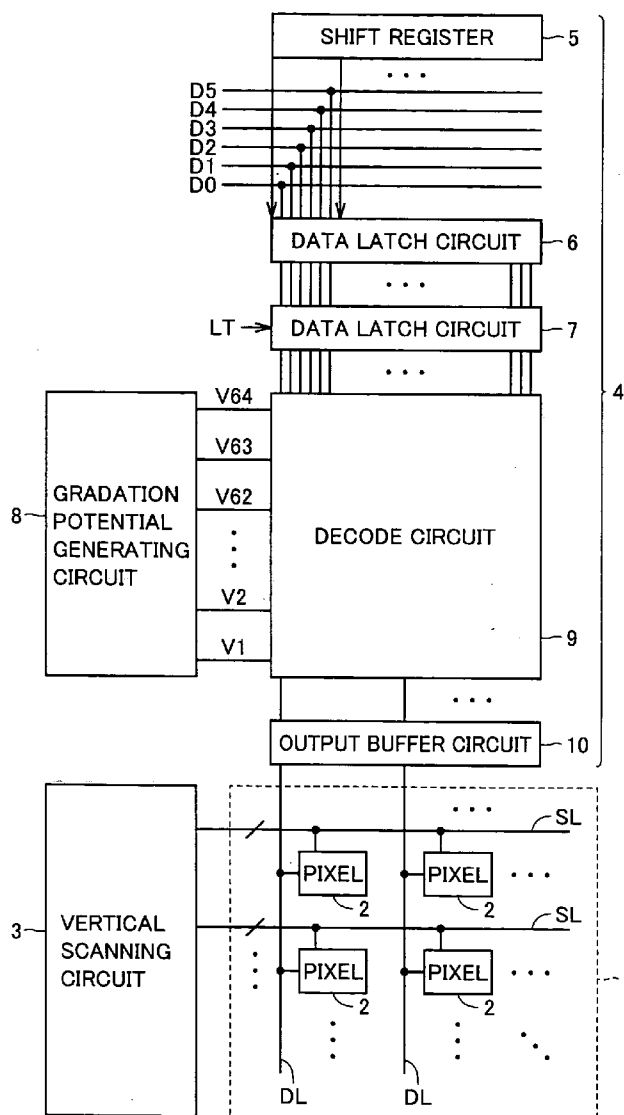 SHIFT REGISTER
5
D5
D4
D3
D2
D1
D0
DATA LATCH CIRCUIT
6
LT
DATA LATCH CIRCUIT
7
4
V64
V63
V62
V2
V1
8
GRADATION
POTENTIAL
GENERATING
CIRCUIT
DECODE CIRCUIT
9
OUTPUT BUFFER CIRCUIT
10
SL
PIXEL
2
PIXEL
2
SL
PIXEL
2
PIXEL
2
3
VERTICAL
SCANNING
CIRCUIT
DL
DL